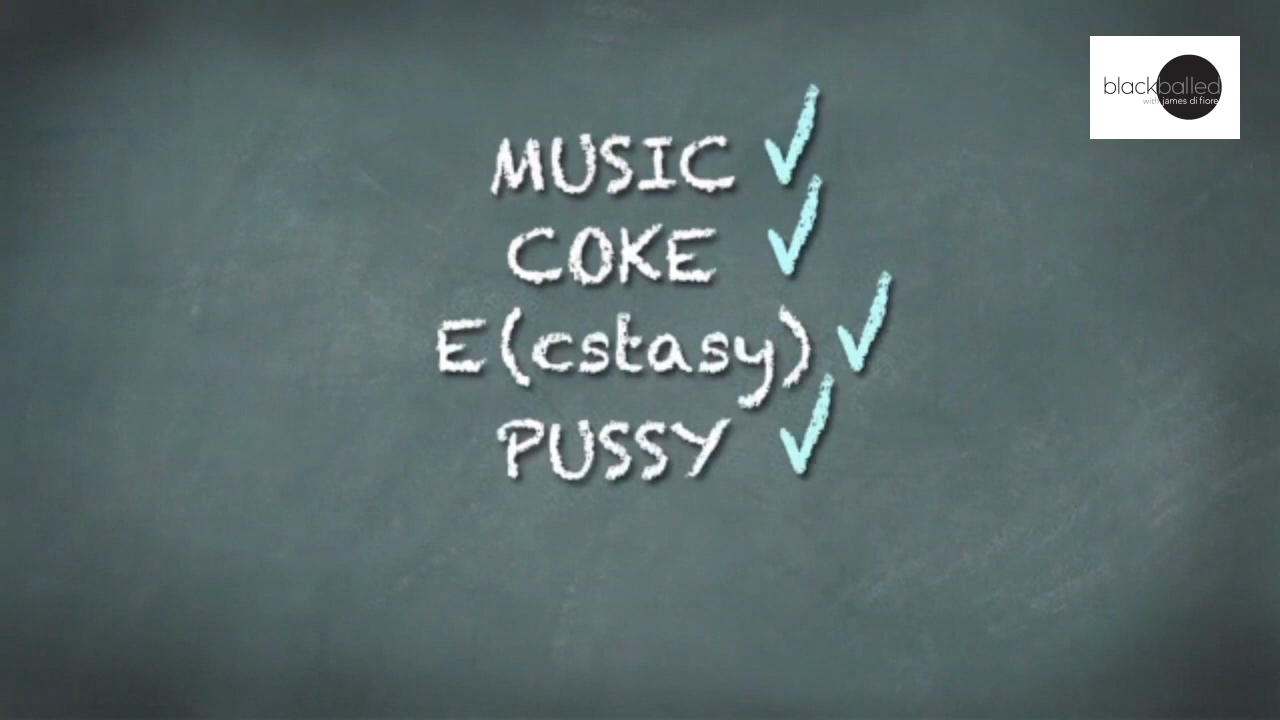 blackballed
with james di fiore
MUSIC
COKE
E(cstasy)
PUSSY